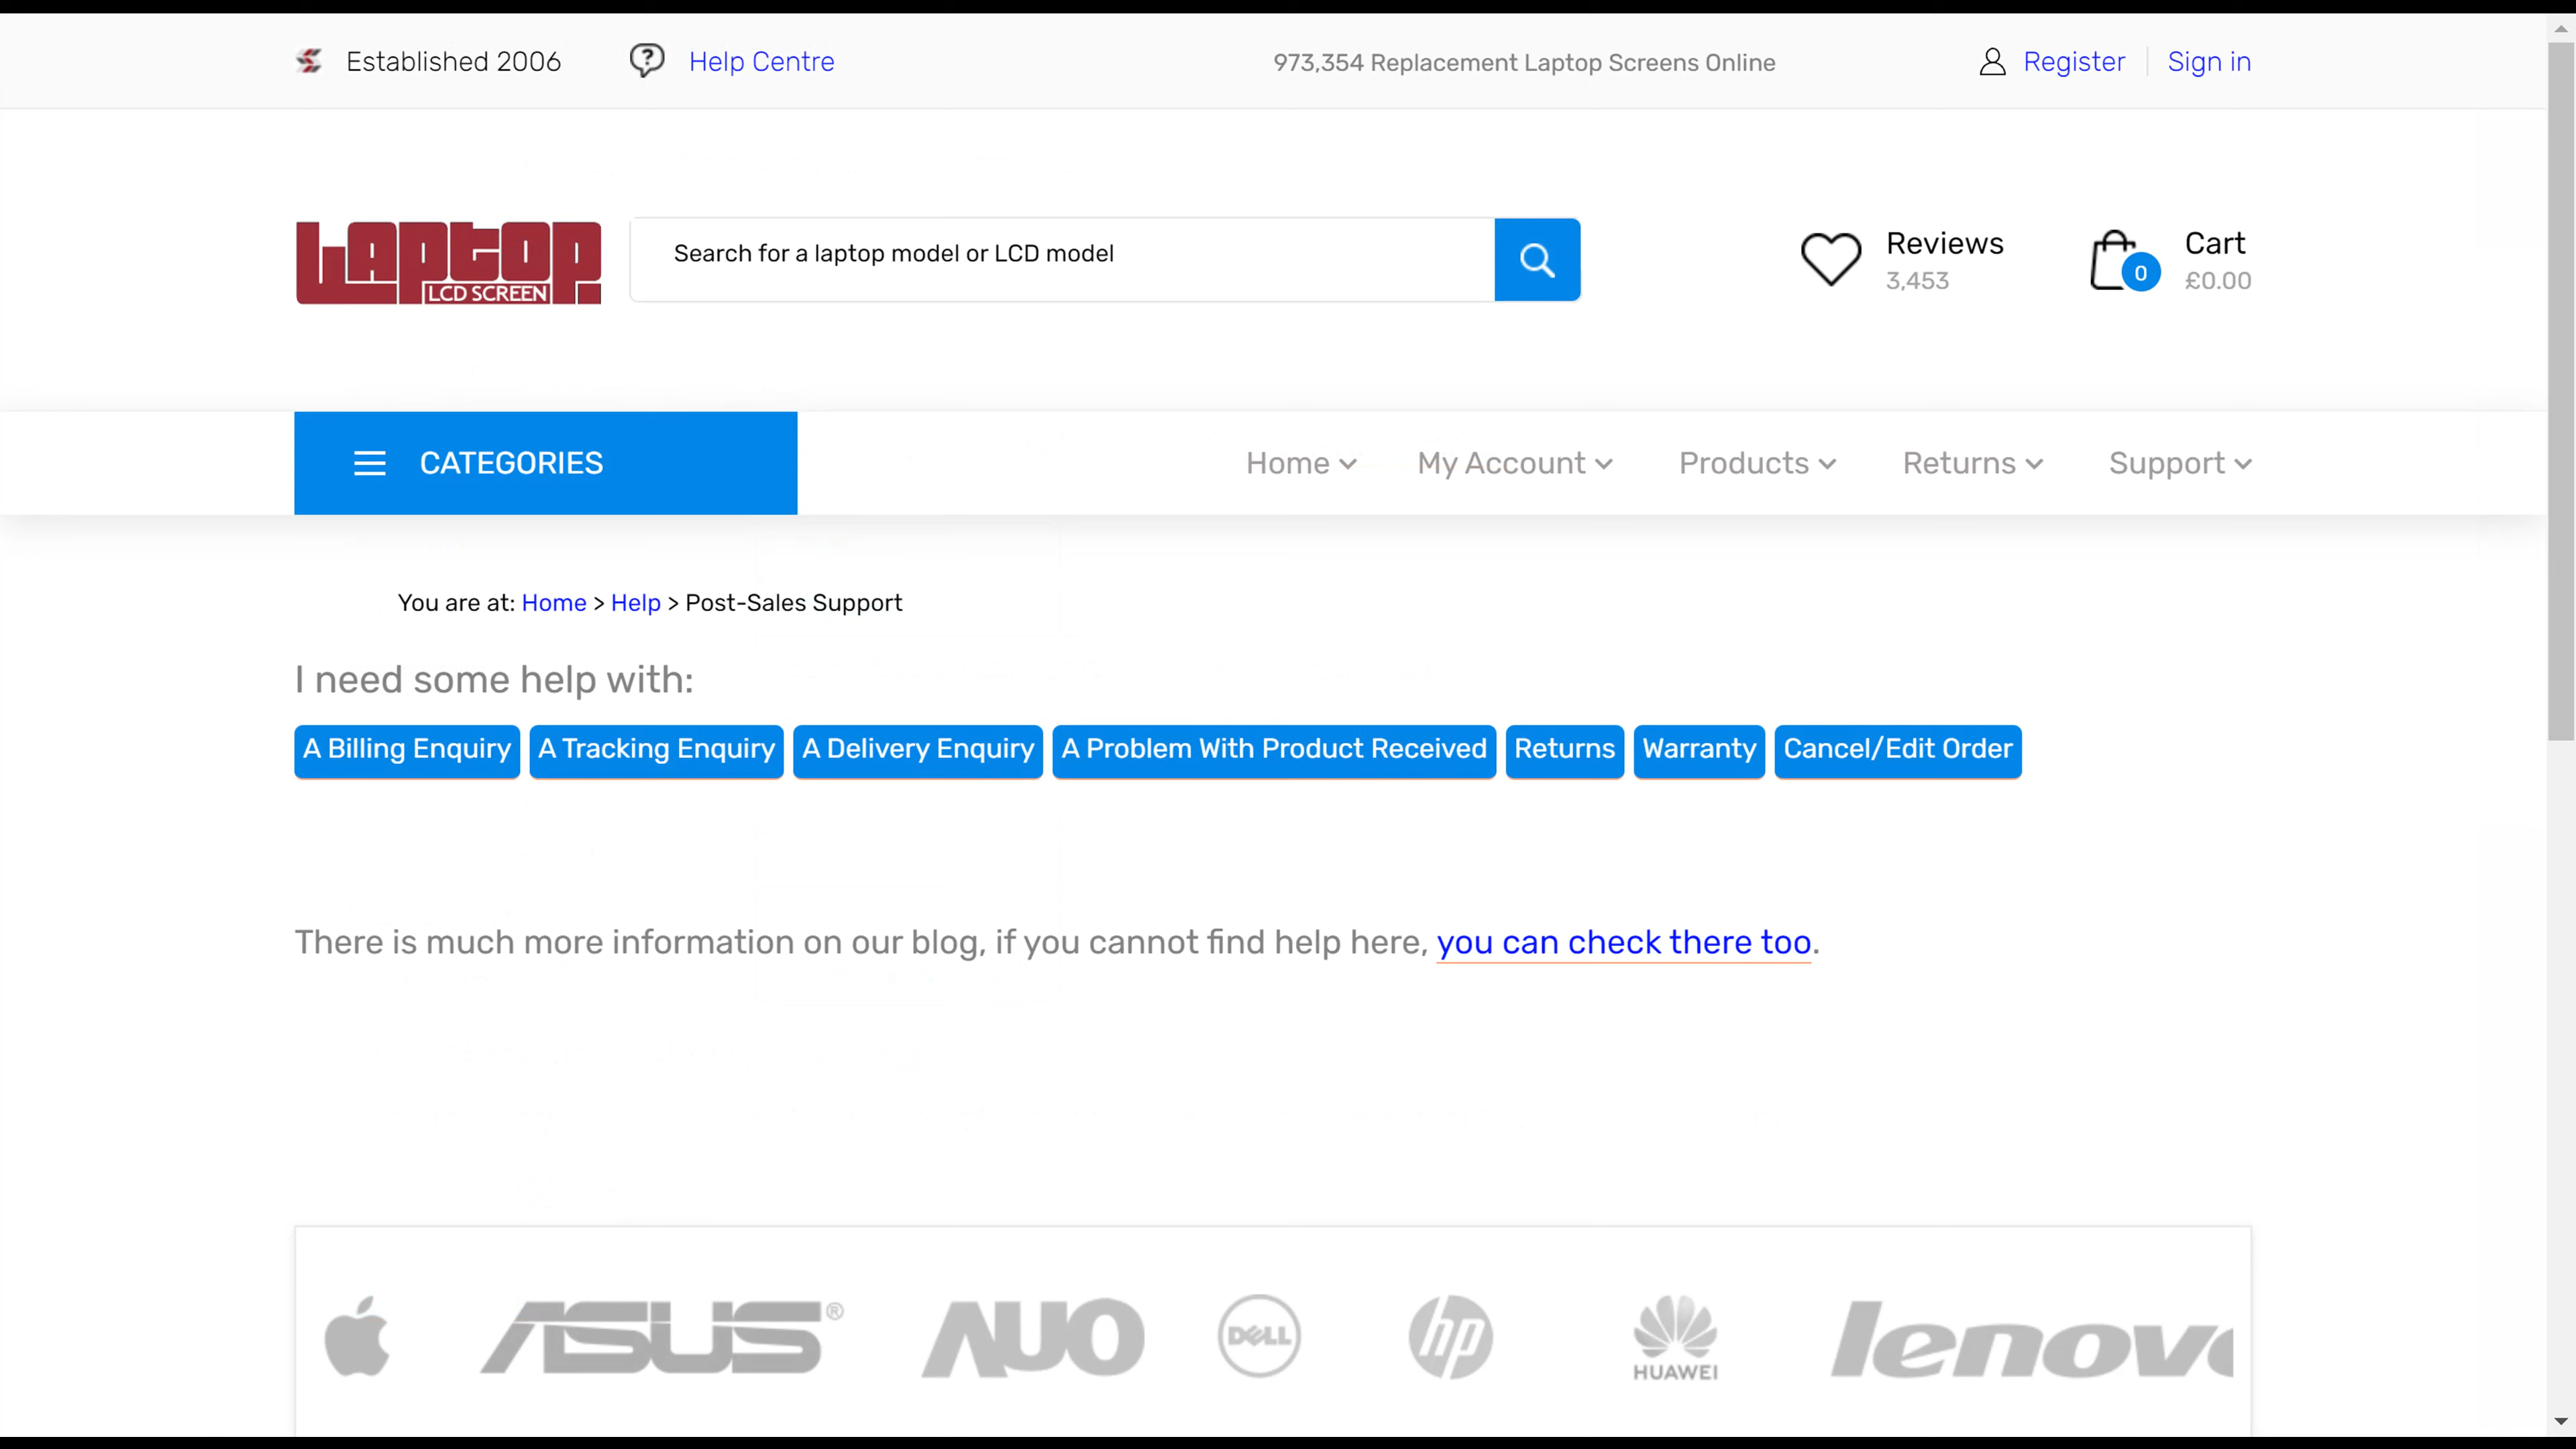 Established 2006
Help Centre
973,354 Replacement Laptop Screens Online
Register
Sign in
Laptop
LCD SCREEN
Search for a laptop model or LCD model
Reviews
3,453
0
Cart
£0.00
CATEGORIES
Home
My Account
Products
Returns
Support
You are at: Home > Help > Post-Sales Support
I need some help with:
A Billing Enquiry
A Tracking Enquiry
A Delivery Enquiry
A Problem With Product Received
Returns
Warranty
Cancel/Edit Order
There is much more information on our blog, if you cannot find help here, you can check there too.
ASUS®
AUO
DELL
hp
HUAWEI
lenovo